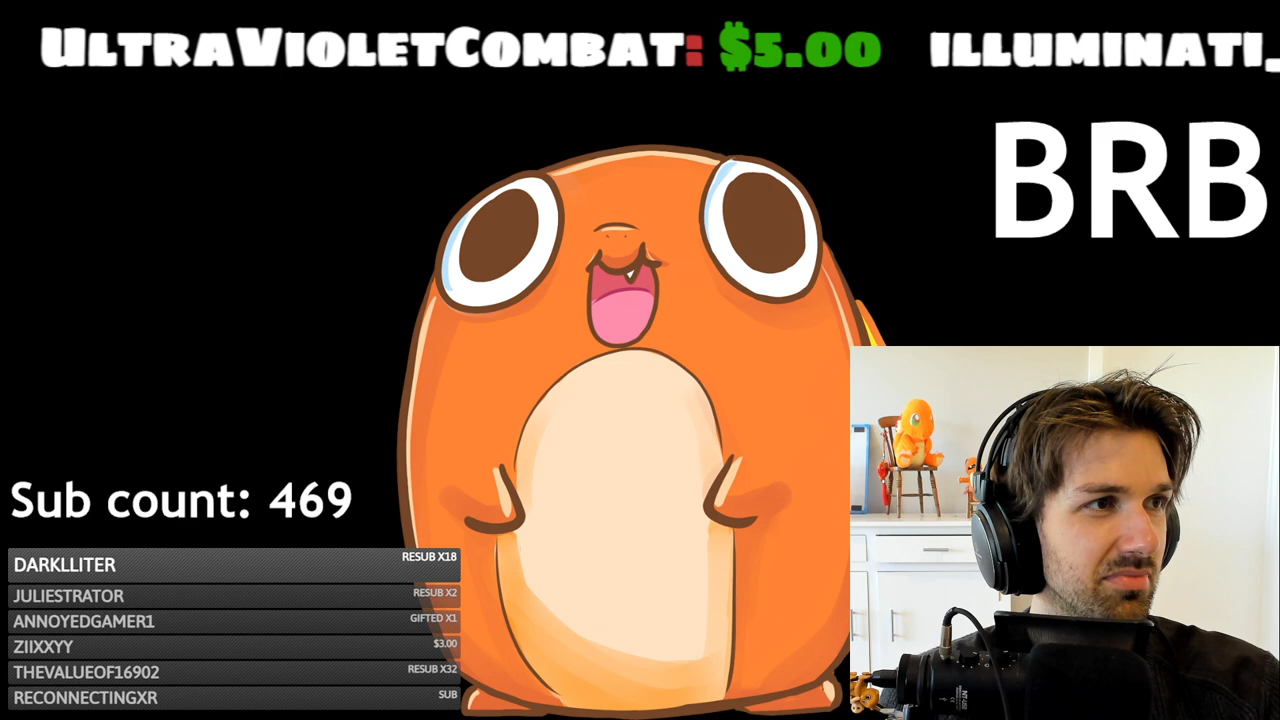 ULTRAVIOLETCOMBAT: $5.00 ILLUMINATI_
BRB
Sub count: 469
DARKLLITER RESUB X18
JULIESTRATOR RESUB X2
ANNOYEDGAMER1 GIFTED X1
ZIIXXYY $3.00
THEVALUEOF16902 RESUB X32
RECONNECTINGXR SUB